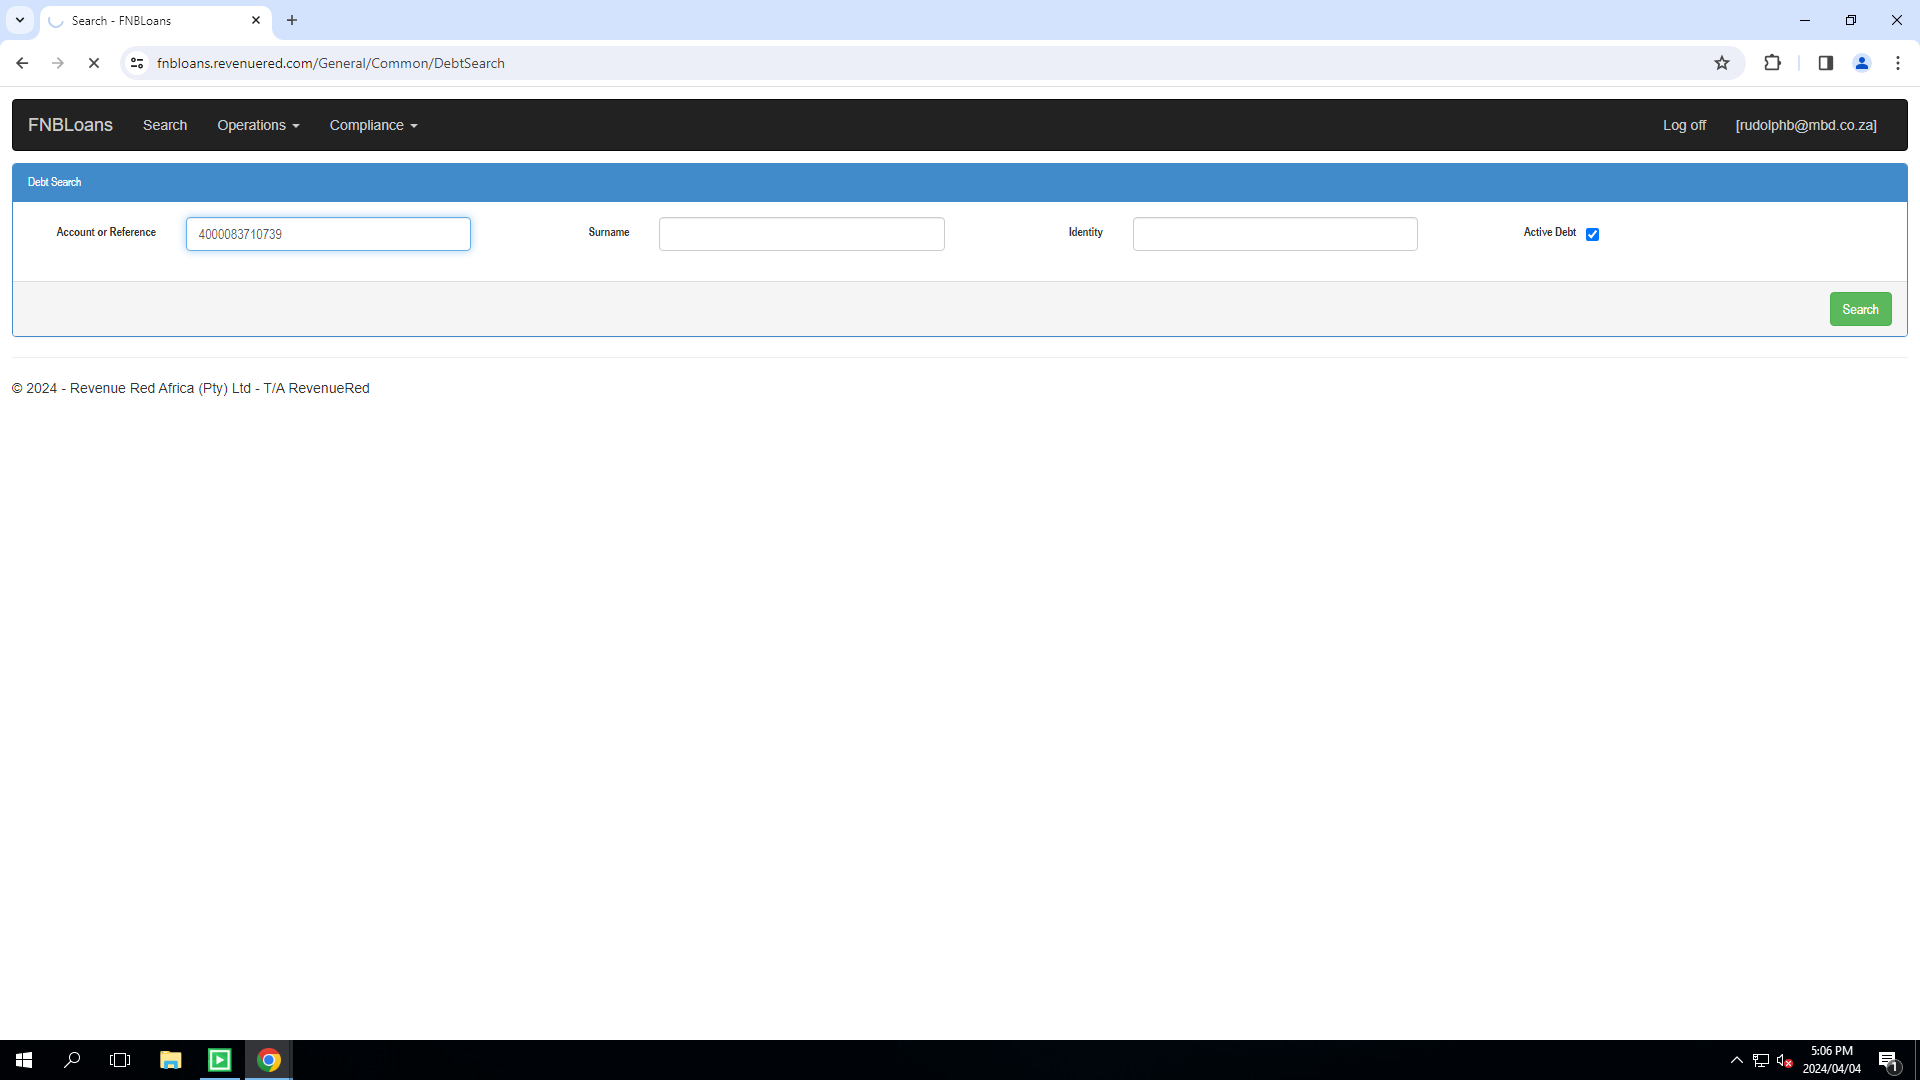 Search - FNBLoans
fnbloans.revenuered.com/General/Common/DebtSearch
FNBLoans Search Operations Compliance Log off [rudolphb@mbd.co.za]
Debt Search
Account or Reference 4000083710739 Surname Identity Active Debt
Search
© 2024 - Revenue Red Africa (Pty) Ltd - T/A RevenueRed
5:06 PM
2024/04/04
1